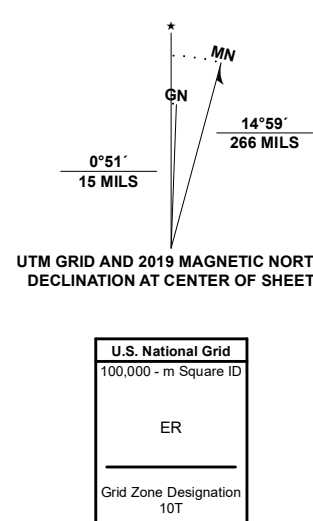 ★
MN
GN
14°59´
266 MILS
0°51´
15 MILS
UTM GRID AND 2019 MAGNETIC NORT
DECLINATION AT CENTER OF SHEET
U.S. National Grid
100,000 - m Square ID
ER
Grid Zone Designation
10T